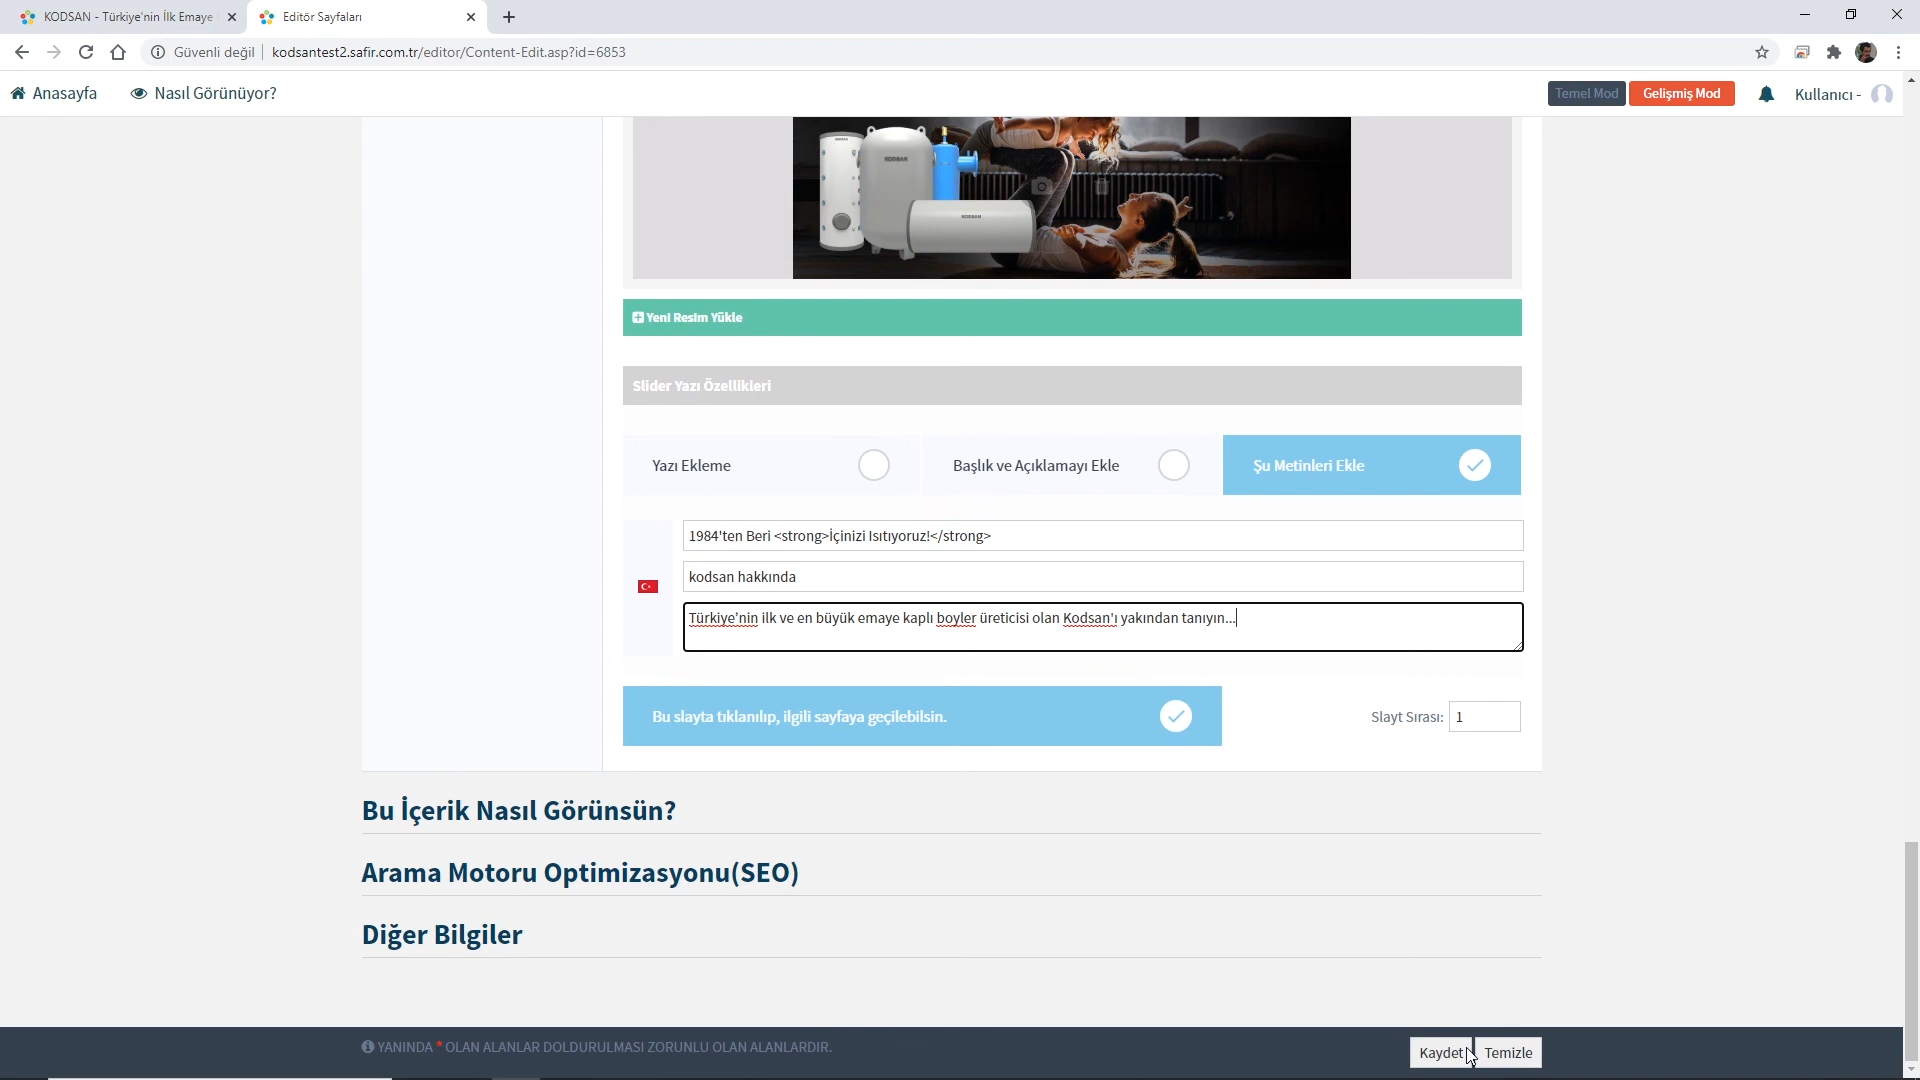 KODSAN - Türkiye'nin İlk Emaye
Editör Sayfaları
Güvenli değil
kodsantest2.safir.com.tr/editor/Content-Edit.asp?id=6853
Anasayfa
Nasıl Görünüyor?
Temel Mod
Gelişmiş Mod
Kullanıcı -
KODSAN
KODSAN
Yeni Resim Yükle
Slider Yazı Özellikleri
Yazı Ekleme
Başlık ve Açıklamayı Ekle
Şu Metinleri Ekle
1984'ten Beri <strong>İçinizi Isıtıyoruz!</strong>
kodsan hakkında
Türkiye’nin ilk ve en büyük emaye kaplı boyler üreticisi olan Kodsan'ı yakından tanıyın...
Bu slayta tıklanılıp, ilgili sayfaya geçilebilsin.
Slayt Sırası: 1
Bu İçerik Nasıl Görünsün?
Arama Motoru Optimizasyonu(SEO)
Diğer Bilgiler
YANINDA * OLAN ALANLAR DOLDURULMASI ZORUNLU OLAN ALANLARDIR.
Kaydet
Temizle